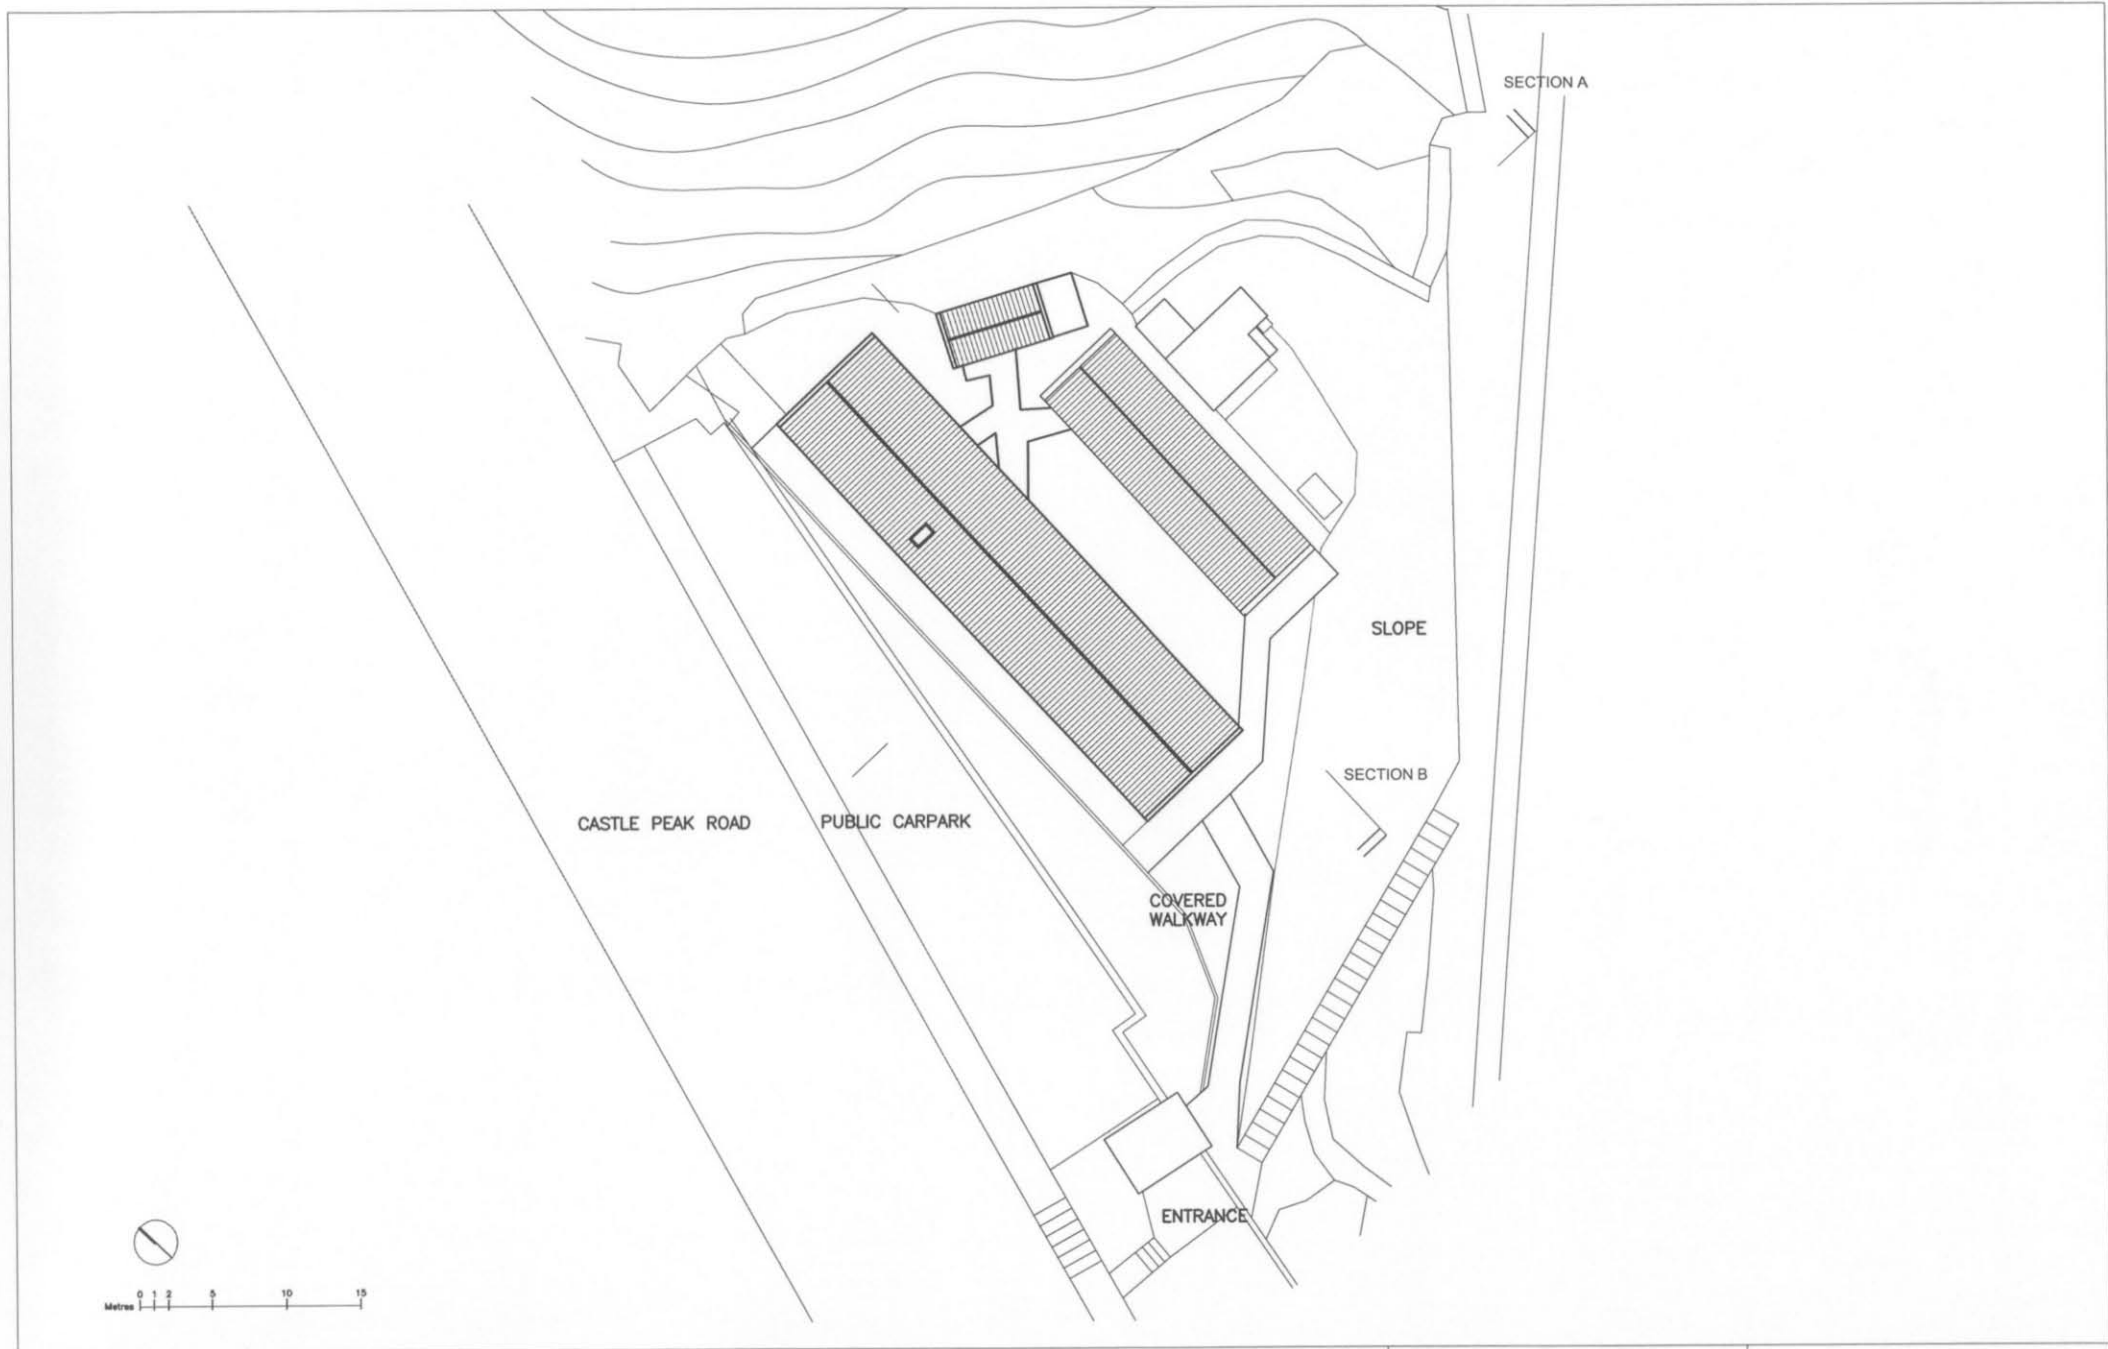 SECTION A
SLOPE
SECTION B
CASTLE PEAK ROAD
PUBLIC CARPARK
COVERED
WALKWAY
ENTRANCE
Metres 0 1 2 5 10 15